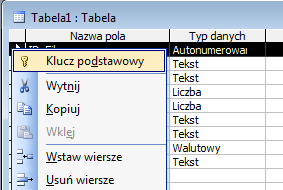 Tabela1 : Tabela
Nazwa pola Typ danych
Autonumerowan
Klucz podstawowy
Tekst
Wytnij Tekst
Liczba
Kopiuj Liczba
Wklej Tekst
Tekst
Wstaw wiersze Walutowy
Usuń wiersze Tekst